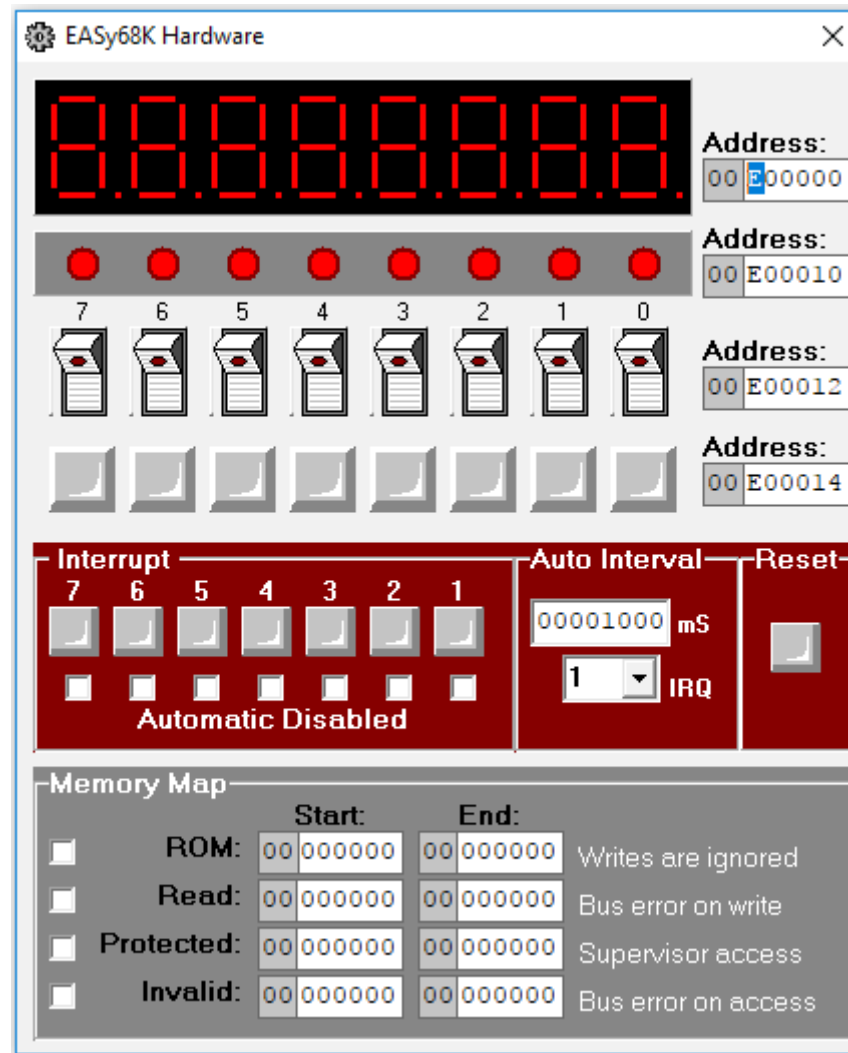 EASy68K Hardware
Address:
00 E00000
Address:
00 E00010
7 6 5 4 3 2 1 0
Address:
00 E00012
Address:
00 E00014
Interrupt
7 6 5 4 3 2 1
Automatic Disabled
Auto Interval
00001000 mS
1 IRQ
Reset
Memory Map
Start: End:
ROM: 00 000000 00 000000 Writes are ignored
Read: 00 000000 00 000000 Bus error on write
Protected: 00 000000 00 000000 Supervisor access
Invalid: 00 000000 00 000000 Bus error on access